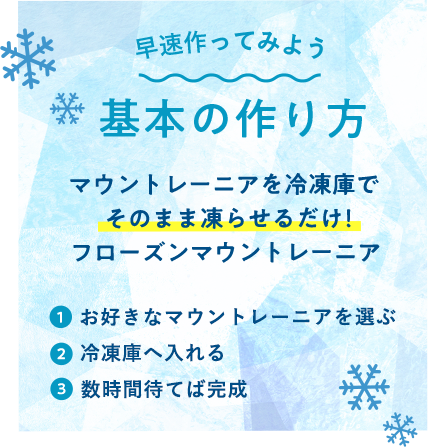 早速作ってみよう
基本の作り方
マウントレーニアを冷凍庫で
そのまま凍らせるだけ!
フローズンマウントレーニア
1 お好きなマウントレーニアを選ぶ
2 冷凍庫へ入れる
3 数時間待てば完成